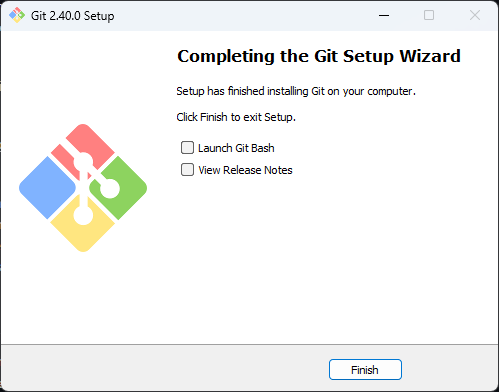 Git 2.40.0 Setup
Completing the Git Setup Wizard
Setup has finished installing Git on your computer.
Click Finish to exit Setup.
Launch Git Bash
View Release Notes
Finish